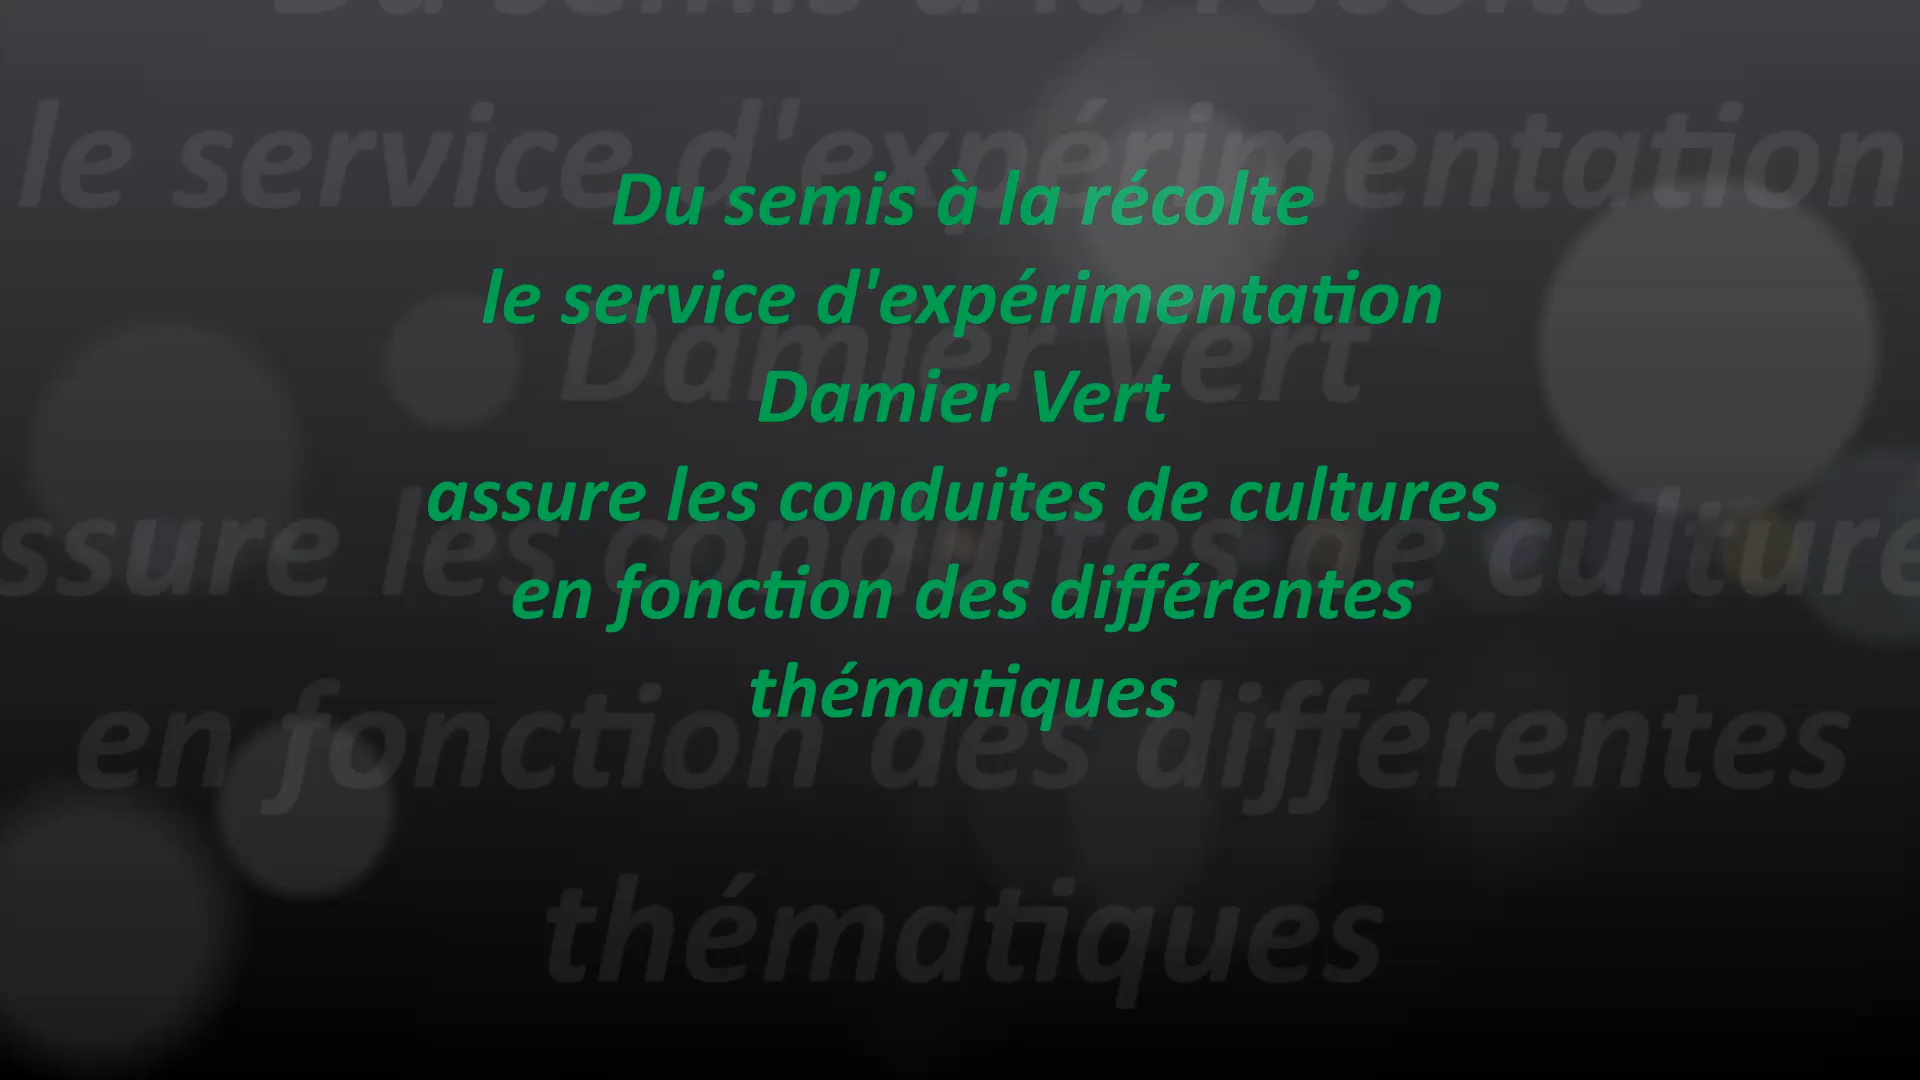 Du semis à la récolte
le service d'expérimentation
Damier Vert
assure les conduites de cultures
en fonction des différentes
thématiques